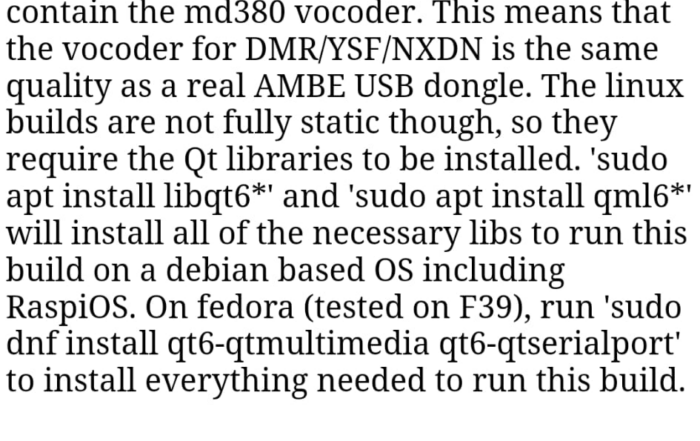 contain the md380 vocoder. This means that
the vocoder for DMR/YSF/NXDN is the same
quality as a real AMBE USB dongle. The linux
builds are not fully static though, so they
require the Qt libraries to be installed. 'sudo
apt install libqt6*' and 'sudo apt install qml6*'
will install all of the necessary libs to run this
build on a debian based OS including
RaspiOS. On fedora (tested on F39), run 'sudo
dnf install qt6-qtmultimedia qt6-qtserialport'
to install everything needed to run this build.